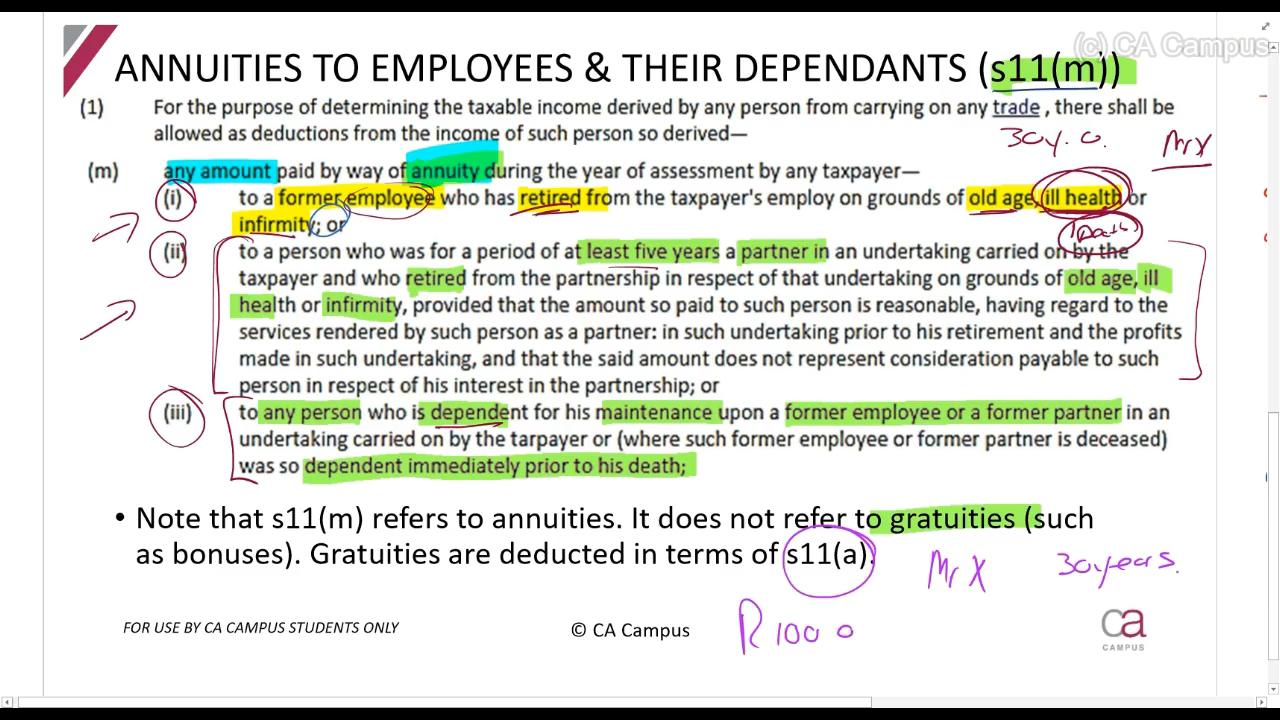 (c) CA Campus
ANNUITIES TO EMPLOYEES & THEIR DEPENDANTS (s11(m))
(1) For the purpose of determining the taxable income derived by any person from carrying on any trade , there shall be
allowed as deductions from the income of such person so derived—
30y. o.
Mr X
(m) any amount paid by way of annuity during the year of assessment by any taxpayer—
(i) to a former employee who has retired from the taxpayer's employ on grounds of old age, ill health or
infirmity; or
(ii) to a person who was for a period of at least five years a partner in an undertaking carried on by the
taxpayer and who retired from the partnership in respect of that undertaking on grounds of old age, ill
health or infirmity, provided that the amount so paid to such person is reasonable, having regard to the
services rendered by such person as a partner: in such undertaking prior to his retirement and the profits
made in such undertaking, and that the said amount does not represent consideration payable to such
person in respect of his interest in the partnership; or
(iii) to any person who is dependent for his maintenance upon a former employee or a former partner in an
undertaking carried on by the tarpayer or (where such former employee or former partner is deceased)
was so dependent immediately prior to his death;
• Note that s11(m) refers to annuities. It does not refer to gratuities (such
as bonuses). Gratuities are deducted in terms of s11(a).
Mr X 30years.
R 100 0
FOR USE BY CA CAMPUS STUDENTS ONLY
© CA Campus
ca
CAMPUS